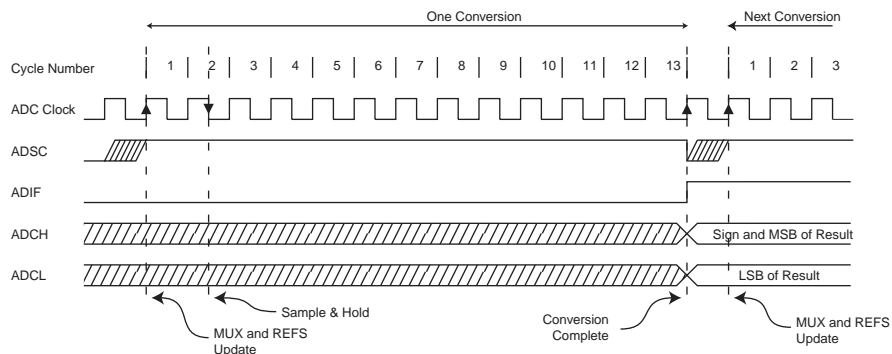 One Conversion
Next Conversion
Cycle Number
1 2 3 4 5 6 7 8 9 10 11 12 13 1 2 3
ADC Clock
ADSC
ADIF
ADCH
Sign and MSB of Result
ADCL
LSB of Result
Sample & Hold
MUX and REFS
Update
Conversion
Complete
MUX and REFS
Update